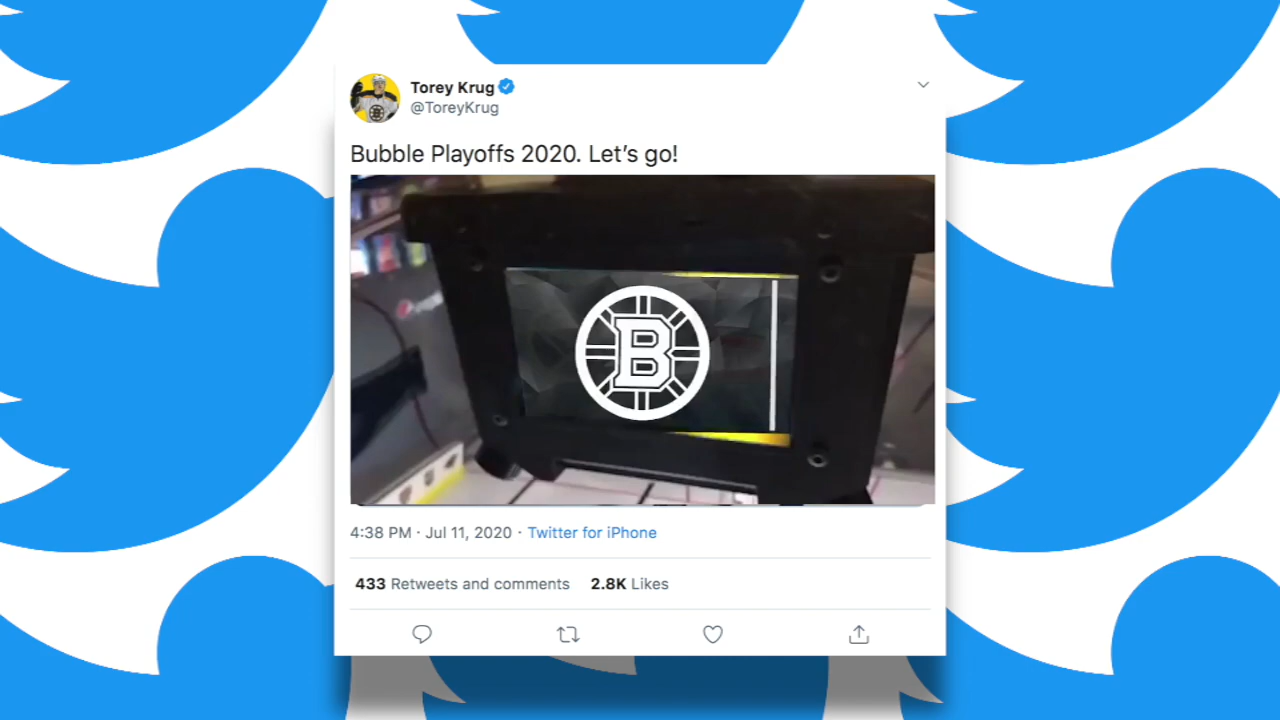 Torey Krug
@ToreyKrug
Bubble Playoffs 2020. Let's go!
B
4:38 PM · Jul 11, 2020 · Twitter for iPhone
433 Retweets and comments 2.8K Likes